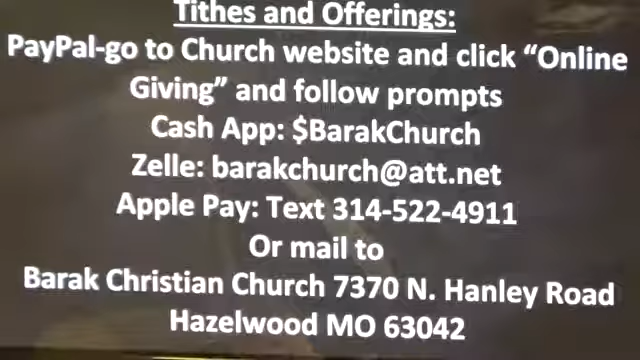 Tithes and Offerings:
PayPal-go to Church website and click “Online
Giving” and follow prompts
Cash App: $BarakChurch
Zelle: barakchurch@att.net
Apple Pay: Text 314-522-4911
Or mail to
Barak Christian Church 7370 N. Hanley Road
Hazelwood MO 63042